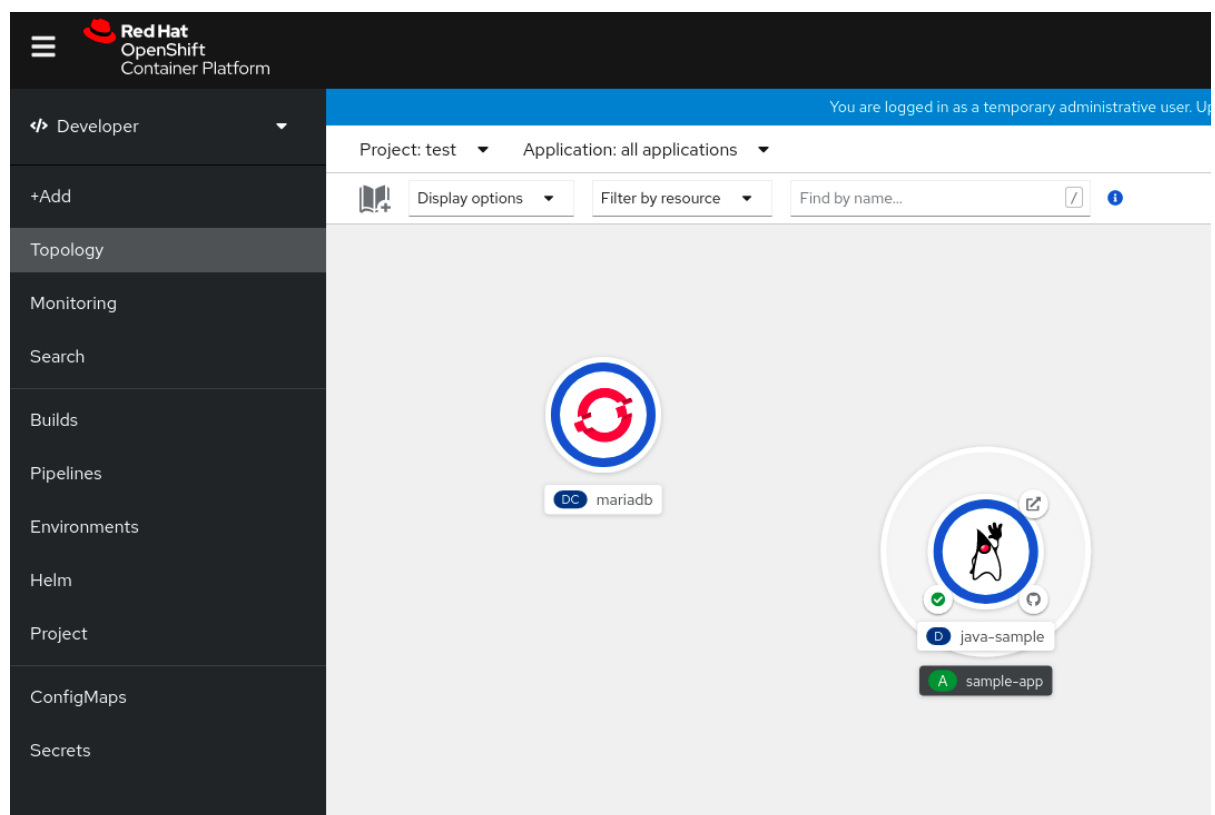 Red Hat
OpenShift
Container Platform
</> Developer
You are logged in as a temporary administrative user. Up
Project: test
Application: all applications
+Add
Display options
Filter by resource
Find by name...
/
i
Topology
Monitoring
Search
Builds
Pipelines
Environments
Helm
Project
ConfigMaps
Secrets
DC mariadb
D java-sample
A sample-app